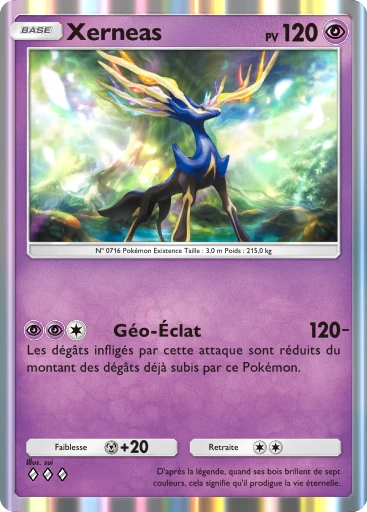 BASE Xerneas PV 120
N° 0716 Pokémon Existence Taille : 3,0 m Poids : 215,0 kg
Géo-Éclat 120-
Les dégâts infligés par cette attaque sont réduits du
montant des dégâts déjà subis par ce Pokémon.
Faiblesse +20 Retraite
Illus. sui
D'après la légende, quand ses bois brillent de sept
couleurs, cela signifie qu'il prodigue la vie éternelle.